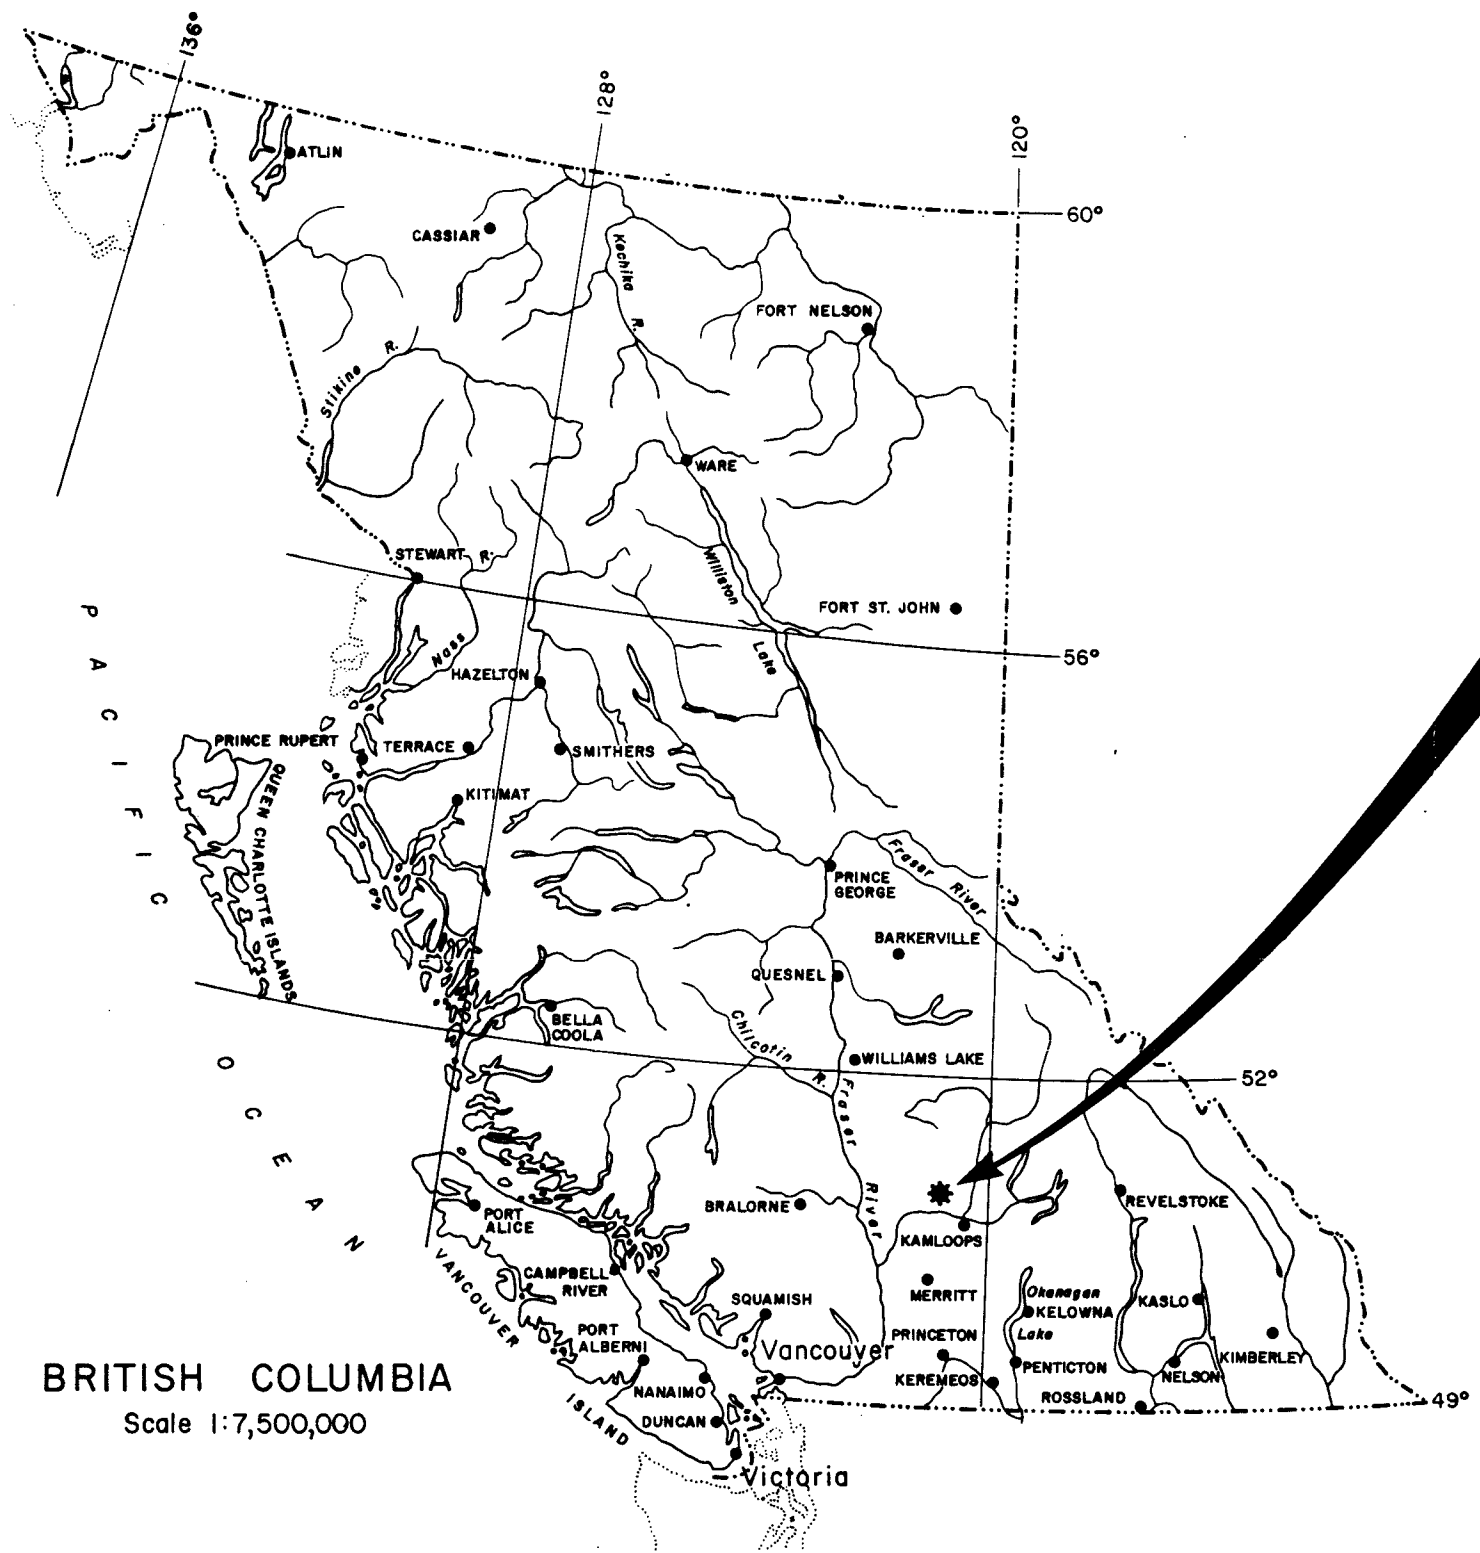 136°
128°
120°
ATLIN
60°
CASSIAR
Kechika R.
FORT NELSON
Stikine R.
WARE
STEWART
R.
Williston
FORT ST. JOHN
Nass
Lake
56°
HAZELTON
PRINCE RUPERT
TERRACE
SMITHERS
KITIMAT
QUEEN CHARLOTTE ISLANDS
PACIFIC
OCEAN
Fraser River
PRINCE
GEORGE
BARKERVILLE
QUESNEL
BELLA
COOLA
Chilcotin R.
WILLIAMS LAKE
52°
Fraser
River
BRALORNE
REVELSTOKE
PORT
ALICE
KAMLOOPS
VANCOUVER
ISLAND
CAMPBELL
RIVER
MERRITT
Okanagan
Lake
SQUAMISH
KELOWNA
KASLO
PORT
ALBERNI
PRINCETON
Vancouver
KIMBERLEY
PENTICTON
NELSON
KEREMEOS
NANAIMO
ROSSLAND
49°
DUNCAN
Victoria
BRITISH COLUMBIA
Scale 1:7,500,000